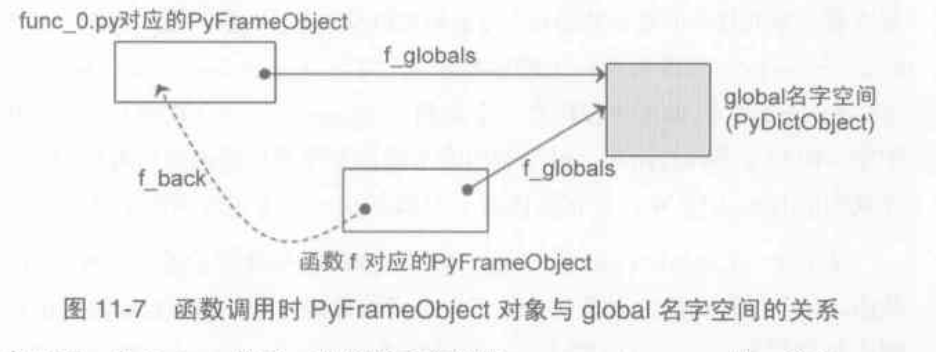 func_0.py对应的PyFrameObject
f_globals
global名字空间
(PyDictObject)
f_globals
f_back
函数 f 对应的PyFrameObject
图 11-7 函数调用时 PyFrameObject 对象与 global 名字空间的关系